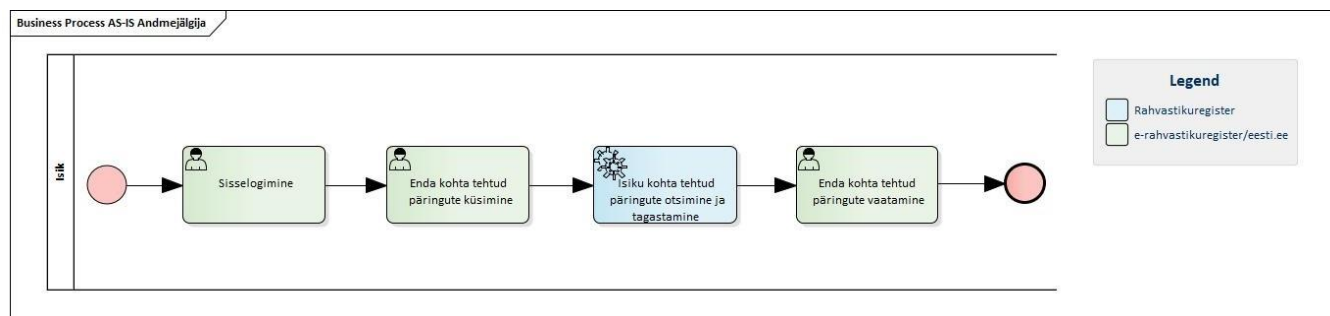 Business Process AS-IS Andmejälgija
Isik
Sisselogimine
Enda kohta tehtud
päringute küsimine
Isiku kohta tehtud
päringute otsimine ja
tagastamine
Enda kohta tehtud
päringute vaatamine
Legend
Rahvastikuregister
e-rahvastikuregister/eesti.ee